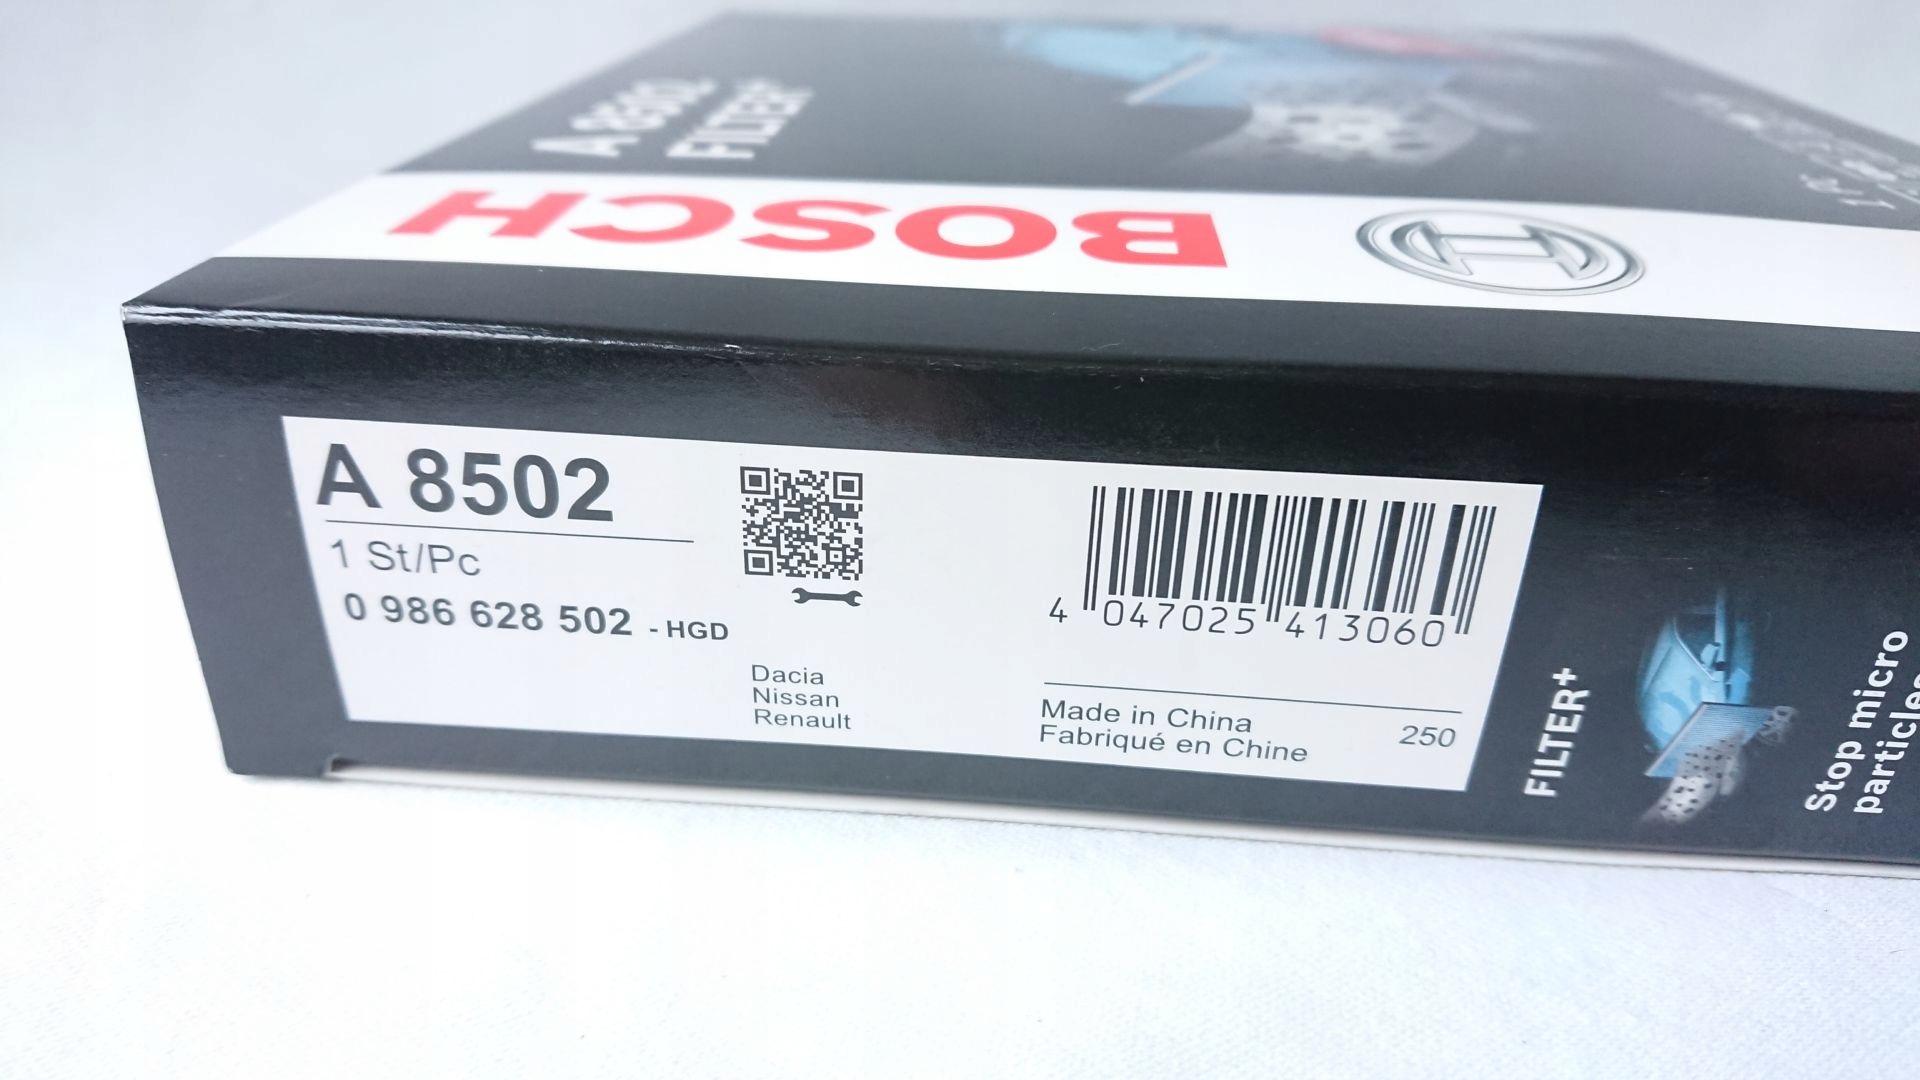 A 8502
FILTER+
BOSCH
A 8502
1 St/Pc
0 986 628 502 - HGD
Dacia
Nissan
Renault
4 047025 413060
Made in China
Fabriqué en Chine
250
FILTER+
Stop micro